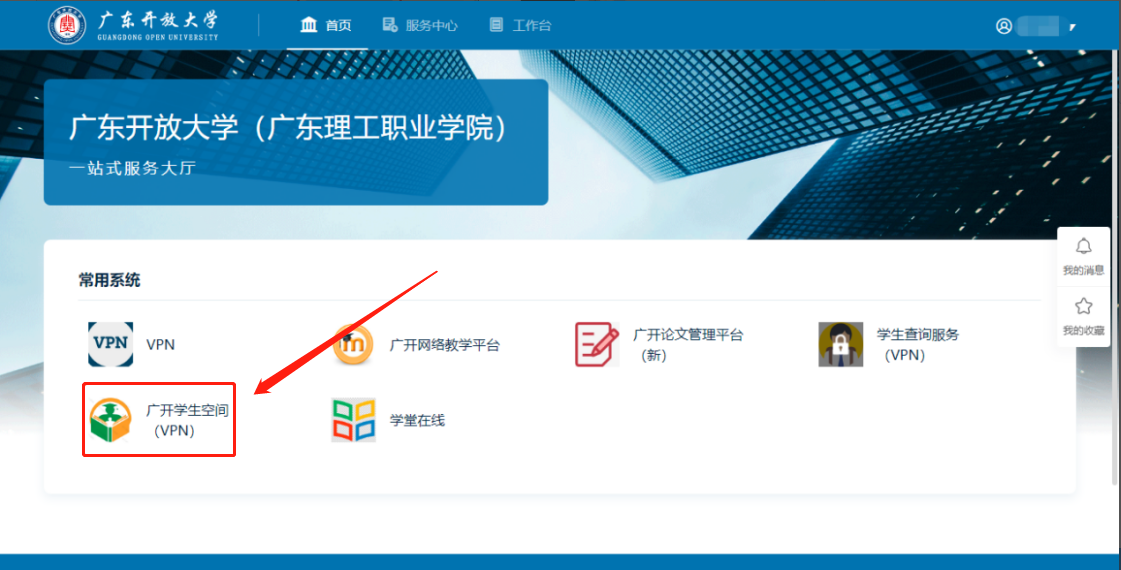 广东开放大学
GUANGDONG OPEN UNIVERSITY
首页
服务中心
工作台
广东开放大学（广东理工职业学院）
一站式服务大厅
我的消息
我的收藏
常用系统
VPN
VPN
m
广开网络教学平台
广开论文管理平台
（新）
学生查询服务
（VPN）
广开学生空间
（VPN）
学堂在线